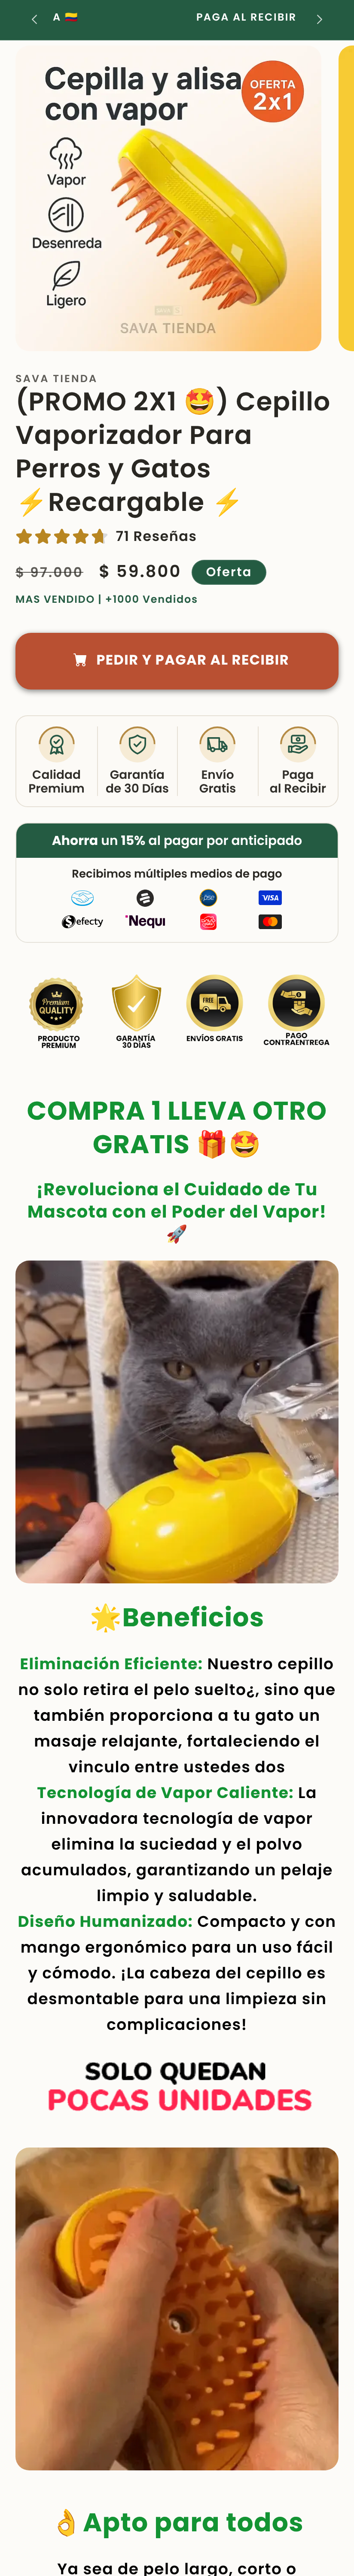 A 🇨🇴
PAGA AL RECIBIR
Cepilla y alisa
con vapor
OFERTA
2x1
Vapor
Desenreda
Ligero
SAVA TIENDA
SAVA TIENDA
(PROMO 2X1 🤩) Cepillo
Vaporizador Para
Perros y Gatos
⚡Recargable ⚡
71 Reseñas
$ 97.000 $ 59.800 Oferta
MAS VENDIDO | +1000 Vendidos
PEDIR Y PAGAR AL RECIBIR
Calidad
Premium
Garantía
de 30 Días
Envío
Gratis
Paga
al Recibir
Ahorra un 15% al pagar por anticipado
Recibimos múltiples medios de pago
pse
VISA
efecty
Nequi
Premium
QUALITY
PRODUCTO
PREMIUM
GARANTÍA
30 DÍAS
FREE
ENVÍOS GRATIS
PAGO
CONTRAENTREGA
COMPRA 1 LLEVA OTRO
GRATIS 🎁🤩
¡Revoluciona el Cuidado de Tu
Mascota con el Poder del Vapor!
🚀
🌟Beneficios
Eliminación Eficiente: Nuestro cepillo
no solo retira el pelo suelto¿, sino que
también proporciona a tu gato un
masaje relajante, fortaleciendo el
vinculo entre ustedes dos
Tecnología de Vapor Caliente: La
innovadora tecnología de vapor
elimina la suciedad y el polvo
acumulados, garantizando un pelaje
limpio y saludable.
Diseño Humanizado: Compacto y con
mango ergonómico para un uso fácil
y cómodo. ¡La cabeza del cepillo es
desmontable para una limpieza sin
complicaciones!
SOLO QUEDAN
POCAS UNIDADES
👌Apto para todos
Ya sea de pelo largo, corto o